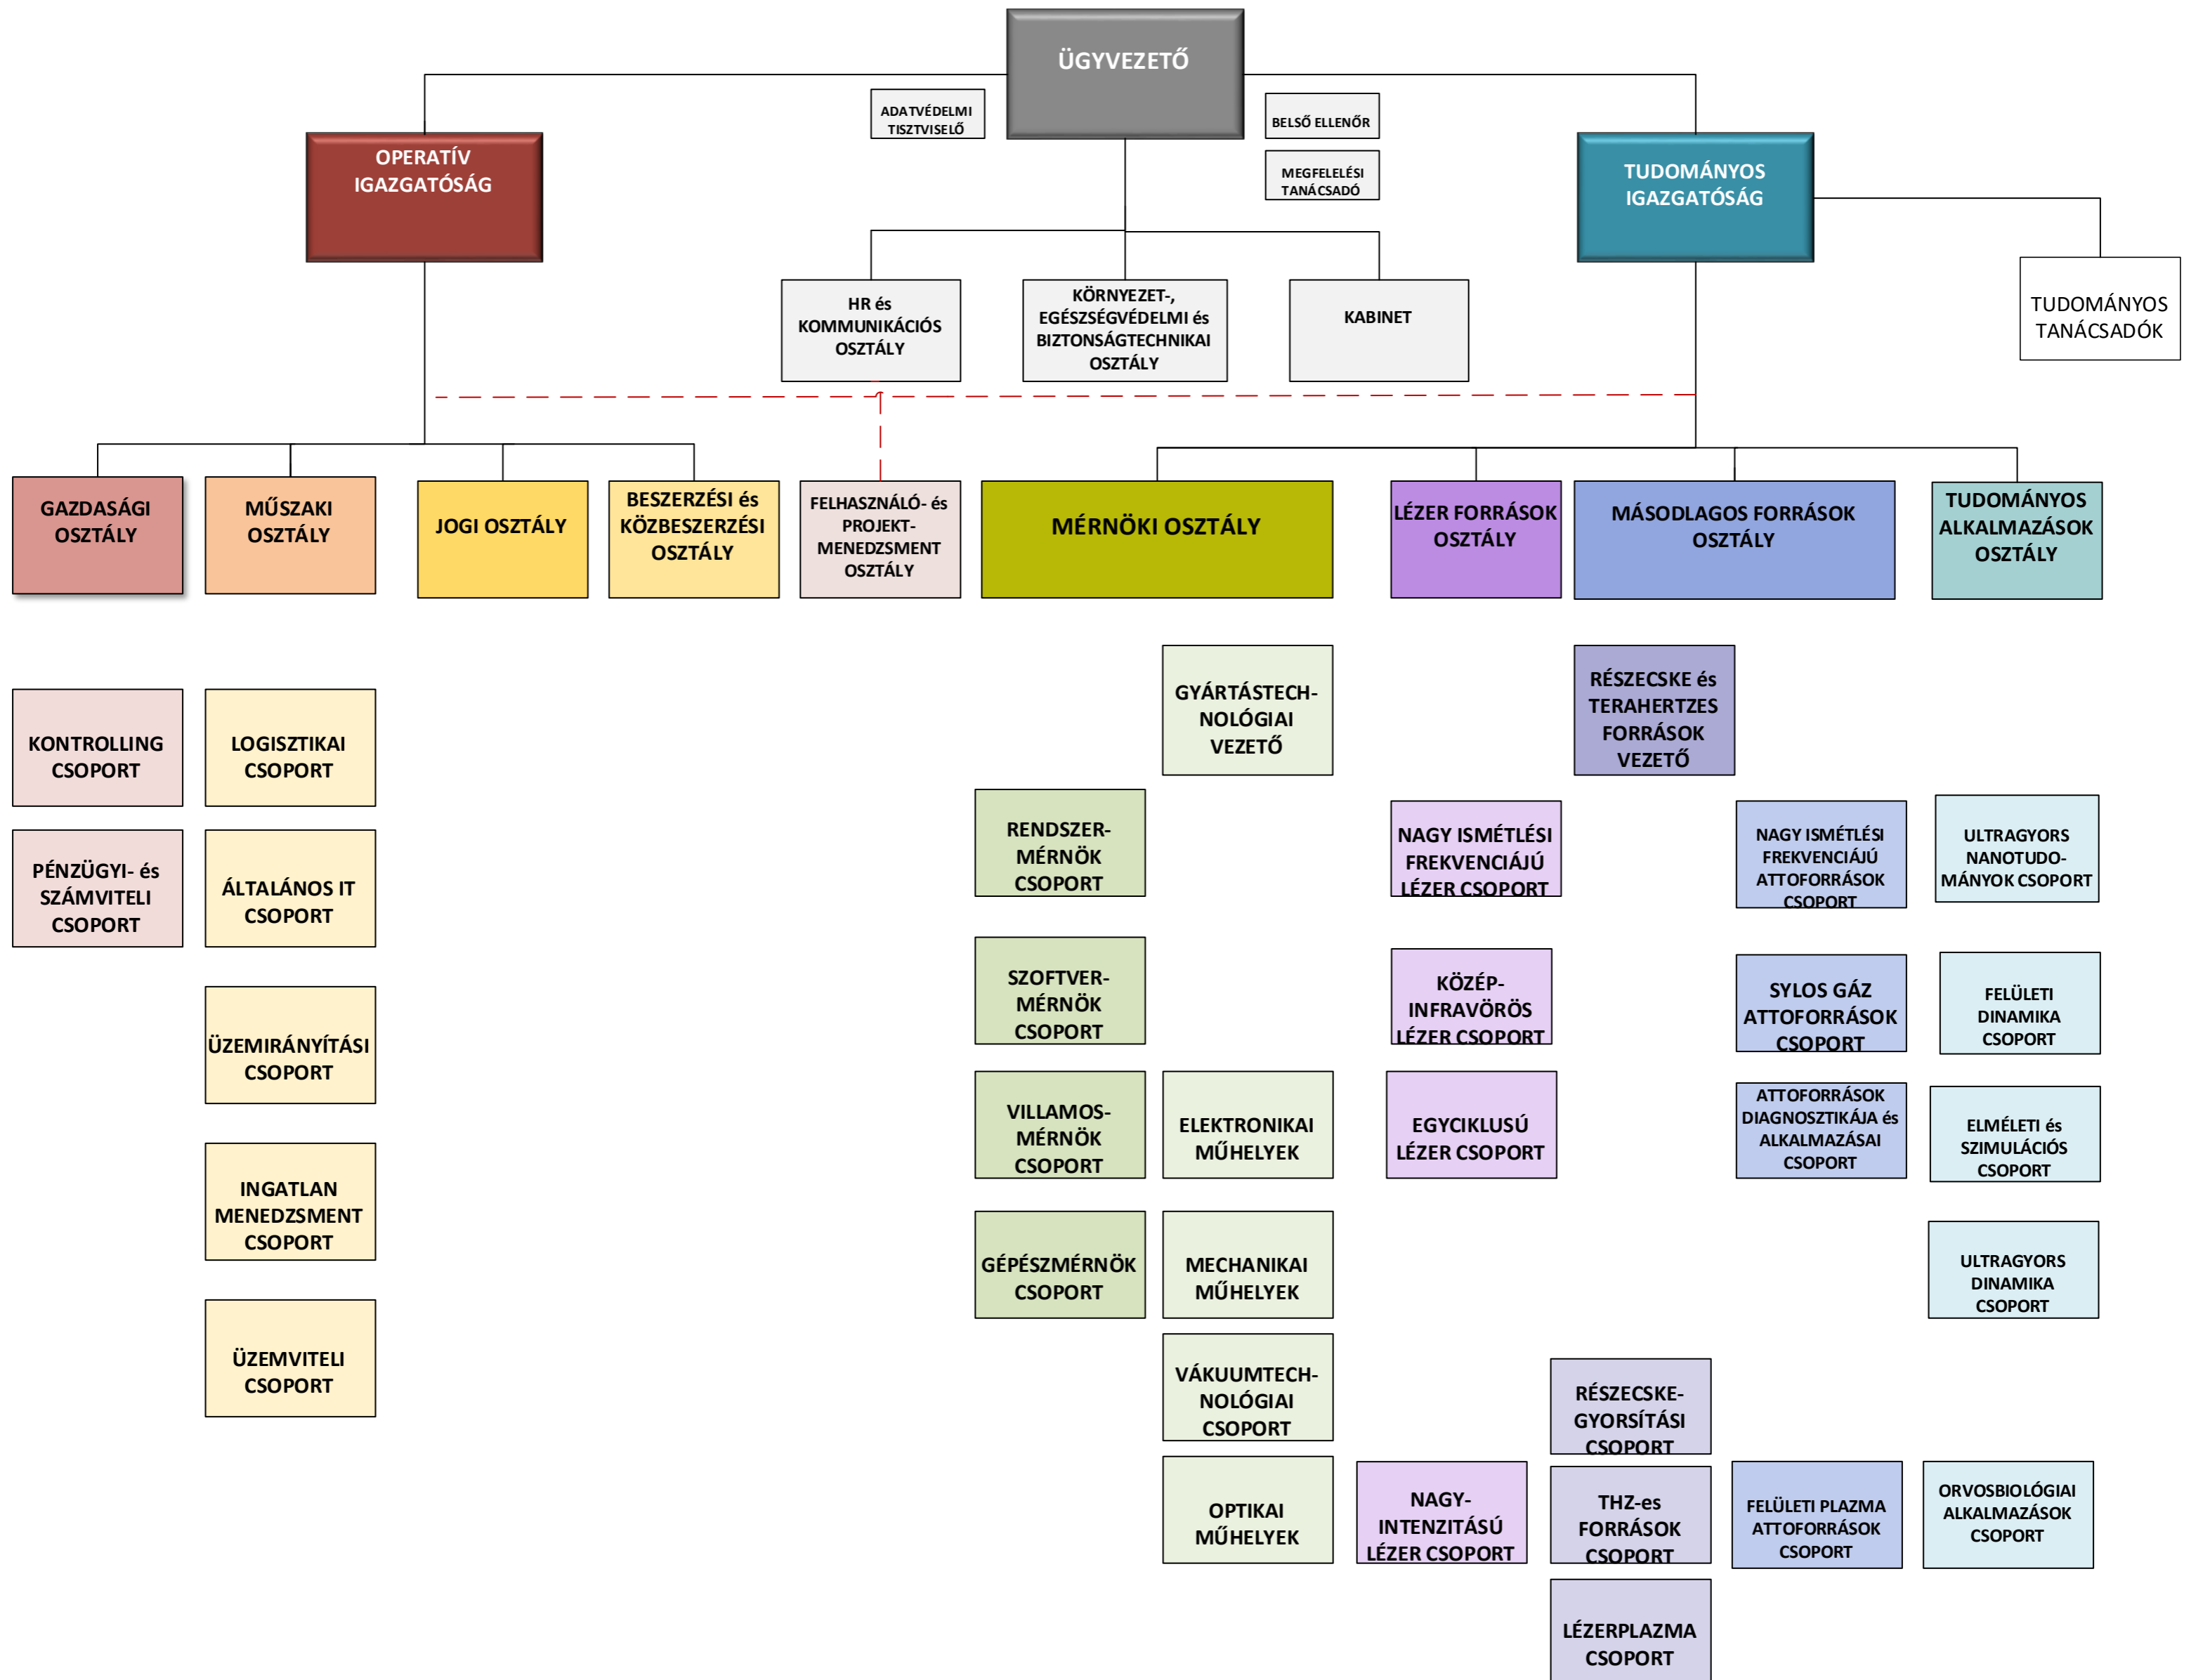 ÜGYVEZETŐ
ADATVÉDELMI
TISZTVISELŐ
BELSŐ ELLENŐR
MEGFELELÉSI
TANÁCSADÓ
OPERATÍV
IGAZGATÓSÁG
TUDOMÁNYOS
IGAZGATÓSÁG
TUDOMÁNYOS
TANÁCSADÓK
HR és
KOMMUNIKÁCIÓS
OSZTÁLY
KÖRNYEZET-,
EGÉSZSÉGVÉDELMI és
BIZTONSÁGTECHNIKAI
OSZTÁLY
KABINET
GAZDASÁGI
OSZTÁLY
MŰSZAKI
OSZTÁLY
JOGI OSZTÁLY
BESZERZÉSI és
KÖZBESZERZÉSI
OSZTÁLY
FELHASZNÁLÓ- és
PROJEKT-
MENEDZSMENT
OSZTÁLY
MÉRNÖKI OSZTÁLY
LÉZER FORRÁSOK
OSZTÁLY
MÁSODLAGOS FORRÁSOK
OSZTÁLY
TUDOMÁNYOS
ALKALMAZÁSOK
OSZTÁLY
GYÁRTÁSTECH-
NOLÓGIAI
VEZETŐ
RÉSZECSKE és
TERAHERTZES
FORRÁSOK
VEZETŐ
KONTROLLING
CSOPORT
LOGISZTIKAI
CSOPORT
RENDSZER-
MÉRNÖK
CSOPORT
NAGY ISMÉTLÉSI
FREKVENCIÁJÚ
LÉZER CSOPORT
NAGY ISMÉTLÉSI
FREKVENCIÁJÚ
ATTOFORRÁSOK
CSOPORT
ULTRAGYORS
NANOTUDO-
MÁNYOK CSOPORT
PÉNZÜGYI- és
SZÁMVITELI
CSOPORT
ÁLTALÁNOS IT
CSOPORT
SZOFTVER-
MÉRNÖK
CSOPORT
KÖZÉP-
INFRAVÖRÖS
LÉZER CSOPORT
SYLOS GÁZ
ATTOFORRÁSOK
CSOPORT
FELÜLETI
DINAMIKA
CSOPORT
ÜZEMIRÁNYÍTÁSI
CSOPORT
VILLAMOS-
MÉRNÖK
CSOPORT
ELEKTRONIKAI
MŰHELYEK
EGYCIKLUSÚ
LÉZER CSOPORT
ATTOFORRÁSOK
DIAGNOSZTIKÁJA és
ALKALMAZÁSAI
CSOPORT
ELMÉLETI és
SZIMULÁCIÓS
CSOPORT
INGATLAN
MENEDZSMENT
CSOPORT
GÉPÉSZMÉRNÖK
CSOPORT
MECHANIKAI
MŰHELYEK
ULTRAGYORS
DINAMIKA
CSOPORT
ÜZEMVITELI
CSOPORT
VÁKUUMTECH-
NOLÓGIAI
CSOPORT
RÉSZECSKE-
GYORSÍTÁSI
CSOPORT
OPTIKAI
MŰHELYEK
NAGY-
INTENZITÁSÚ
LÉZER CSOPORT
THZ-es
FORRÁSOK
CSOPORT
FELÜLETI PLAZMA
ATTOFORRÁSOK
CSOPORT
ORVOSBIOLÓGIAI
ALKALMAZÁSOK
CSOPORT
LÉZERPLAZMA
CSOPORT